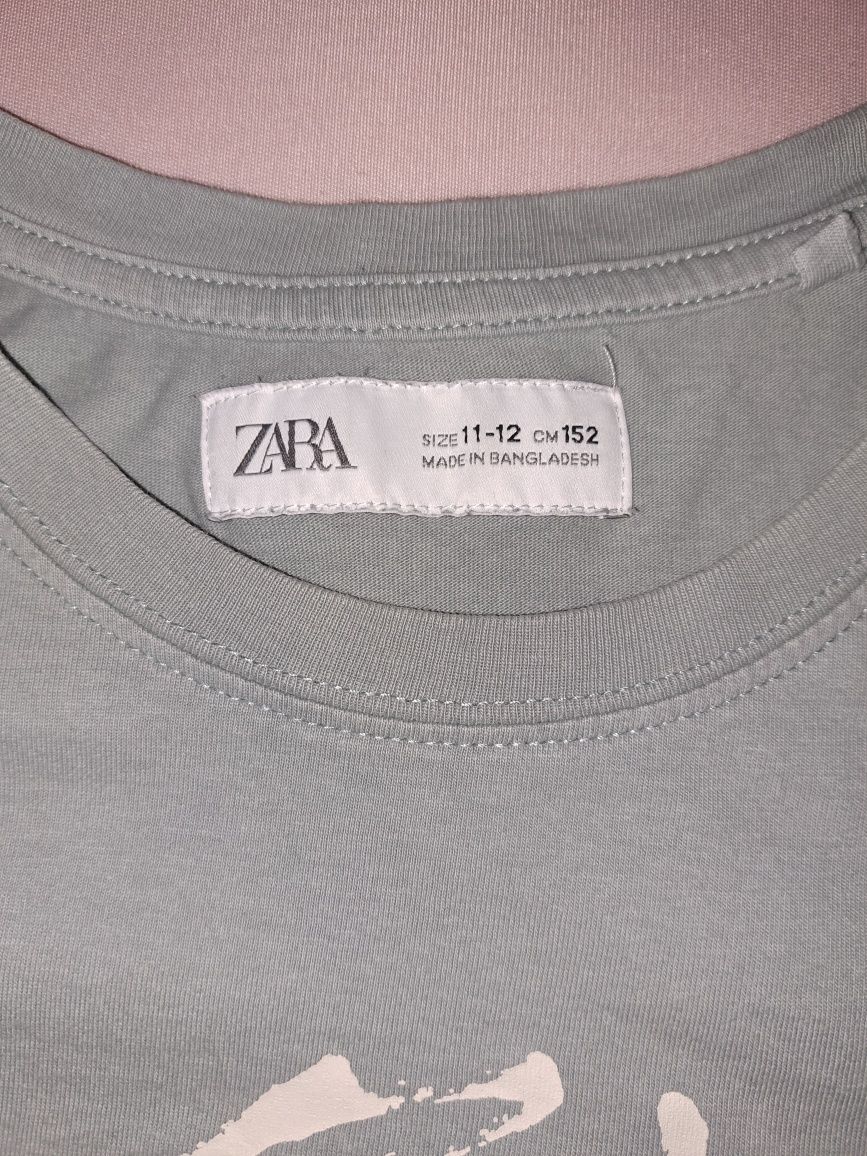 ZARA
SIZE 11-12 CM 152
MADE IN BANGLADESH